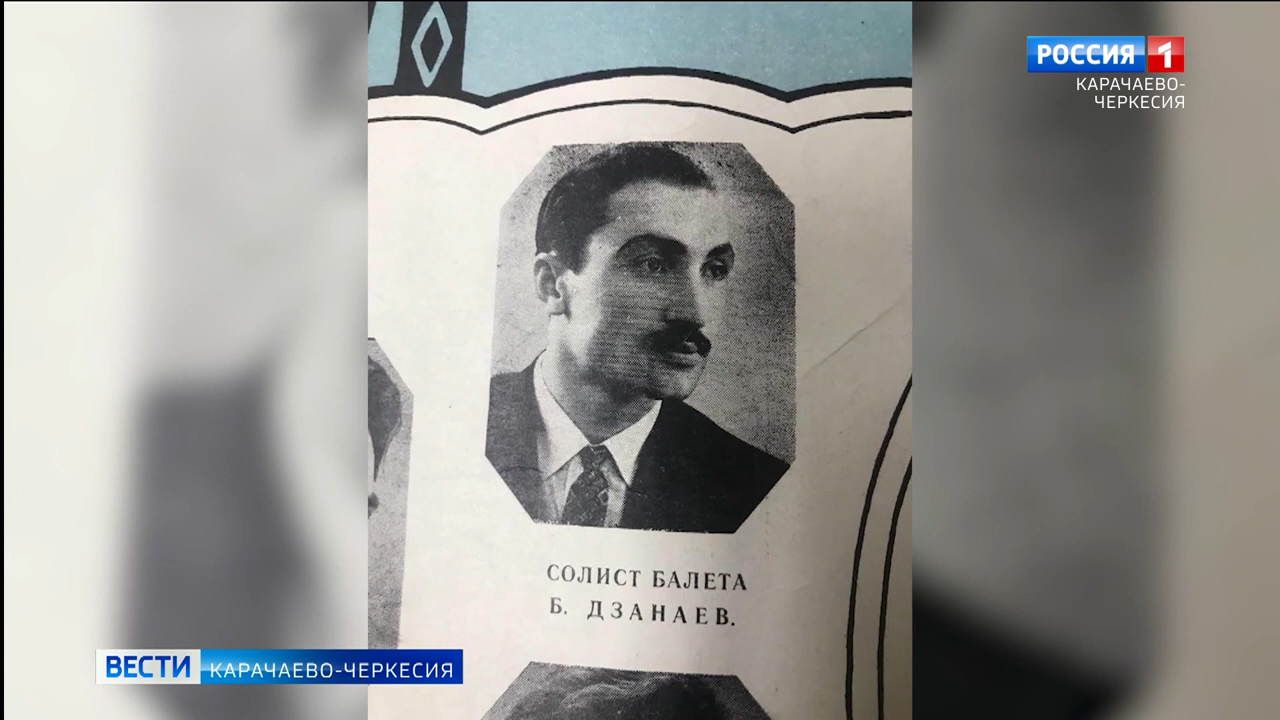 РОССИЯ 1
КАРАЧАЕВО-
ЧЕРКЕСИЯ
СОЛИСТ БАЛЕТА
Б. ДЗАНАЕВ.
ВЕСТИ КАРАЧАЕВО-ЧЕРКЕСИЯ